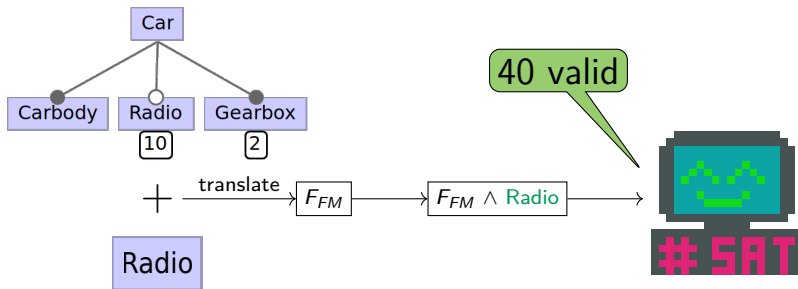 Car
40 valid
Carbody
Radio
Gearbox
10
2
+
translate
F_FM
F_FM ∧ Radio
Radio
# SAT